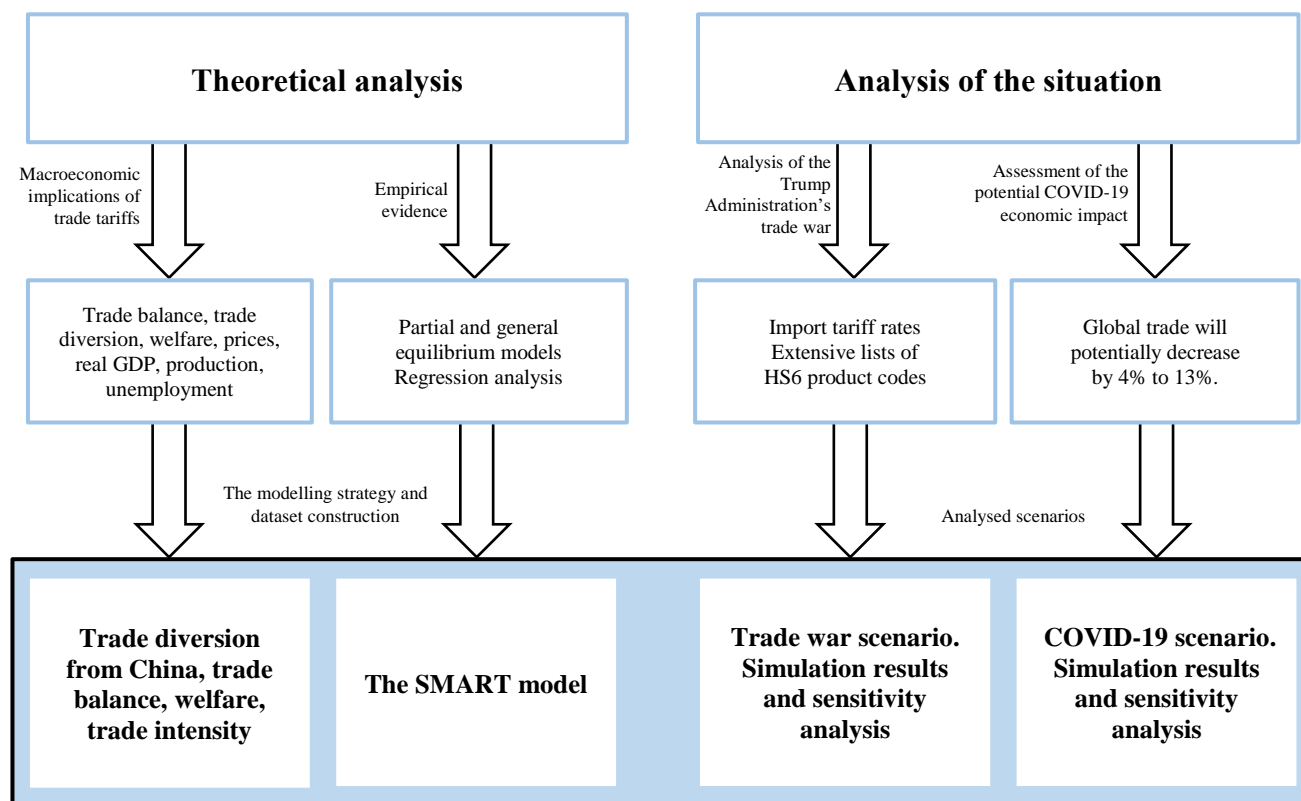 Theoretical analysis
Analysis of the situation
Macroeconomic
implications of
trade tariffs
Empirical
evidence
Analysis of the
Trump
Administration’s
trade war
Assessment of the
potential COVID-19
economic impact
Trade balance, trade
diversion, welfare, prices,
real GDP, production,
unemployment
Partial and general
equilibrium models
Regression analysis
Import tariff rates
Extensive lists of
HS6 product codes
Global trade will
potentially decrease
by 4% to 13%.
The modelling strategy and
dataset construction
Analysed scenarios
Trade diversion
from China, trade
balance, welfare,
trade intensity
The SMART model
Trade war scenario.
Simulation results
and sensitivity
analysis
COVID-19 scenario.
Simulation results
and sensitivity
analysis